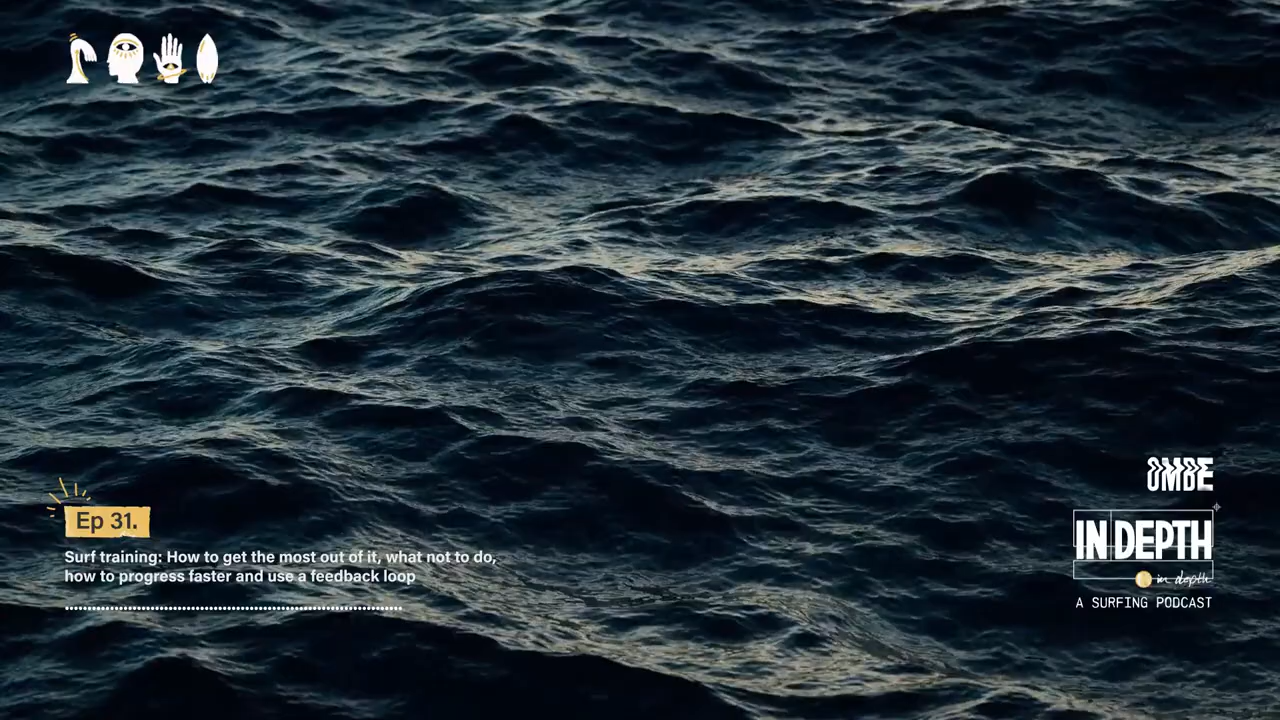 Ep 31.
Surf training: How to get the most out of it, what not to do,
how to progress faster and use a feedback loop
OMBE
IN DEPTH
in depth
A SURFING PODCAST